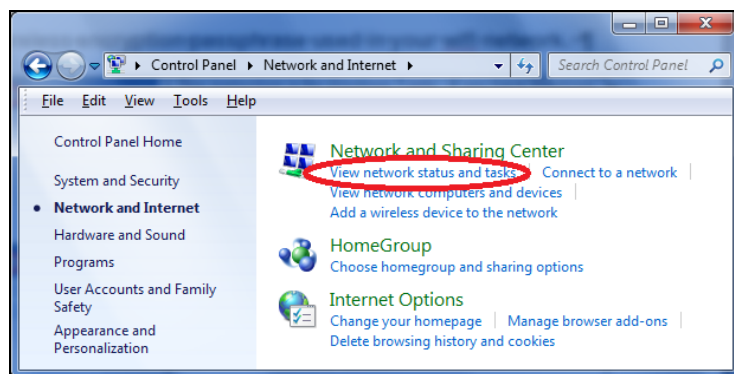 Control Panel Network and Internet Search Control Panel
File Edit View Tools Help
Control Panel Home
System and Security
Network and Internet
Hardware and Sound
Programs
User Accounts and Family
Safety
Appearance and
Personalization
Network and Sharing Center
View network status and tasks Connect to a network
View network computers and devices
Add a wireless device to the network
HomeGroup
Choose homegroup and sharing options
Internet Options
Change your homepage Manage browser add-ons
Delete browsing history and cookies